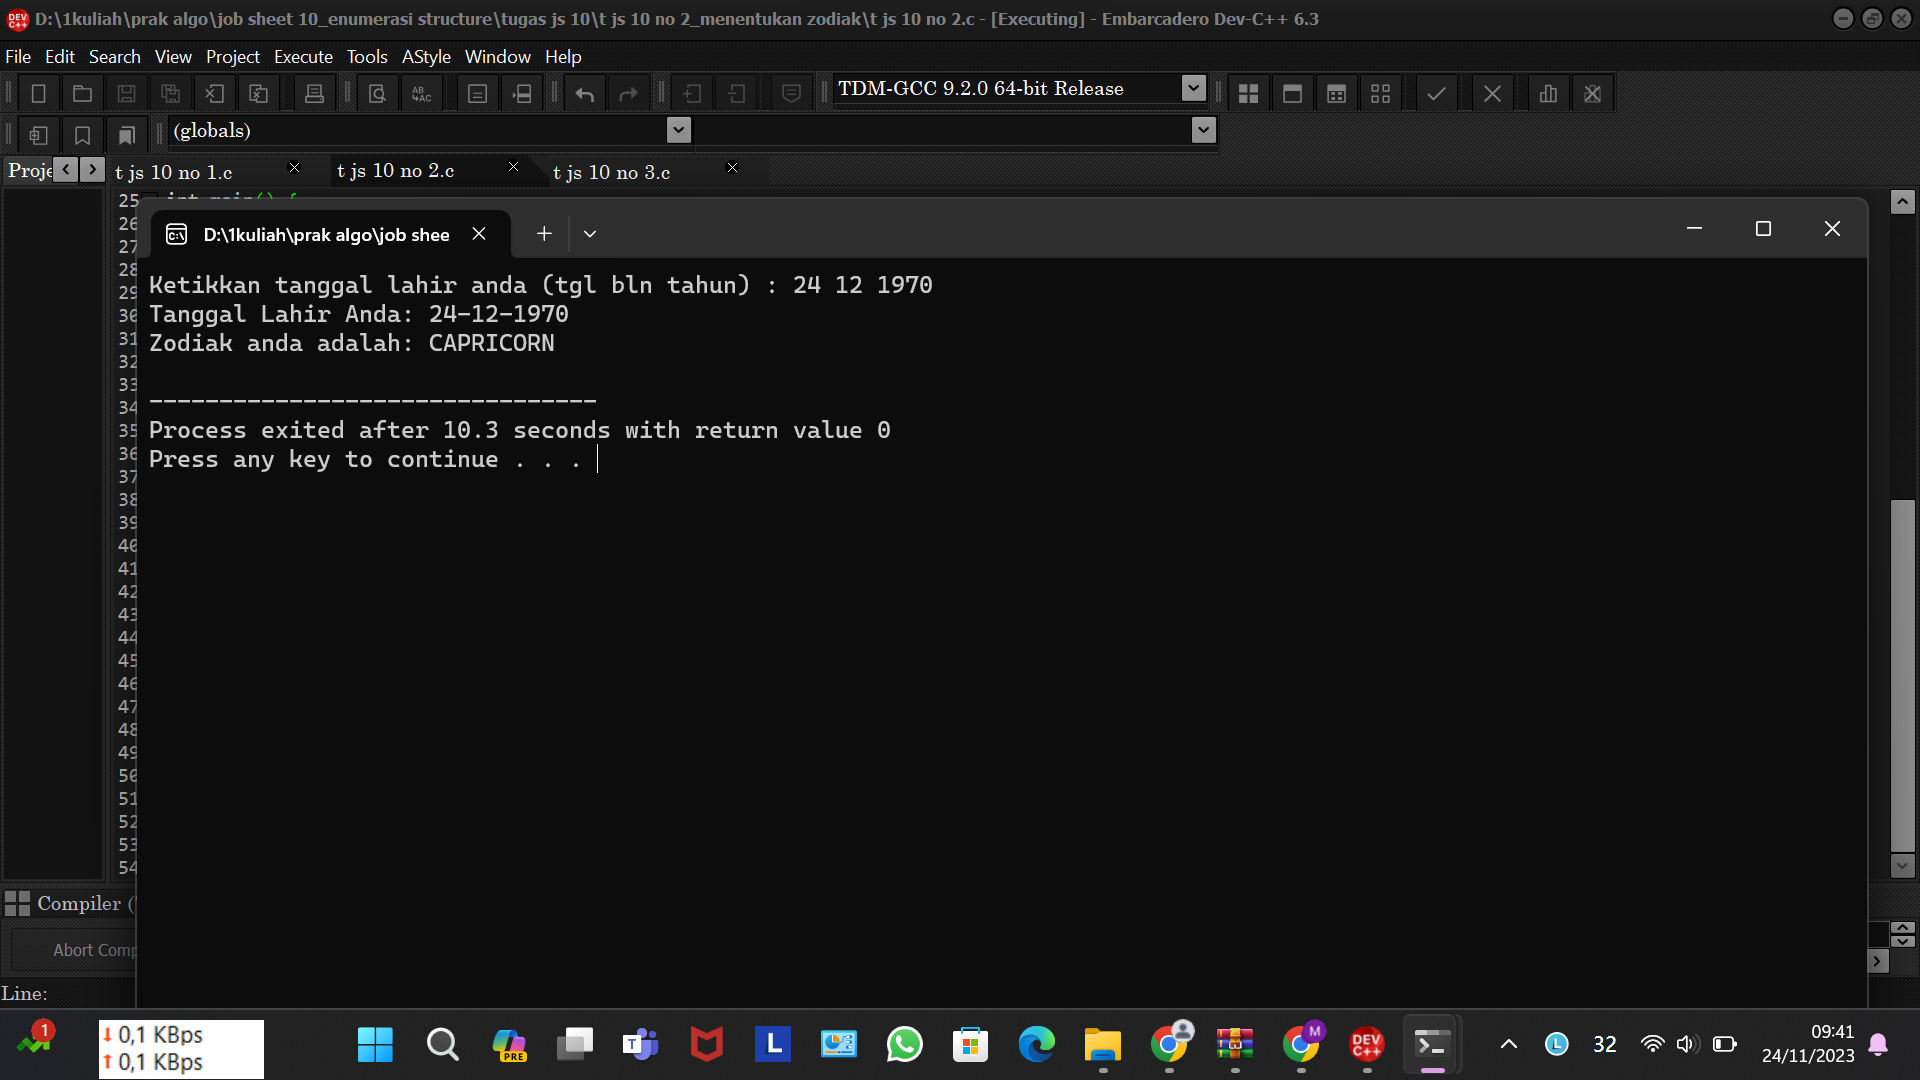 D:\1kuliah\prak algo\job sheet 10_enumerasi structure\tugas js 10\t js 10 no 2_menentukan zodiak\t js 10 no 2.c - [Executing] - Embarcadero Dev-C++ 6.3
File Edit Search View Project Execute Tools AStyle Window Help
TDM-GCC 9.2.0 64-bit Release
(globals)
Proje
t js 10 no 1.c
t js 10 no 2.c
t js 10 no 3.c
25 int main() {
D:\1kuliah\prak algo\job shee
26
27
28
29
30
31
32
33
34
35
36
37
38
39
40
41
42
43
44
45
46
47
48
49
50
51
52
53
54
Ketikkan tanggal lahir anda (tgl bln tahun) : 24 12 1970
Tanggal Lahir Anda: 24-12-1970
Zodiak anda adalah: CAPRICORN
--------------------------------
Process exited after 10.3 seconds with return value 0
Press any key to continue . . .
Compiler (
Abort Comp
Line:
1
0,1 KBps
0,1 KBps
PRE
T
L
M
DEV C++
L
32
09:41
24/11/2023